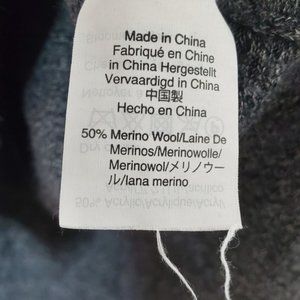 Made in China
Fabriqué en Chine
in China Hergestellt
Vervaardigd in China
中国製
Hecho en China
50% Merino Wool/Laine De
Merinos/Merinowolle/
Merinowol/メリノウー
ル/lana merino